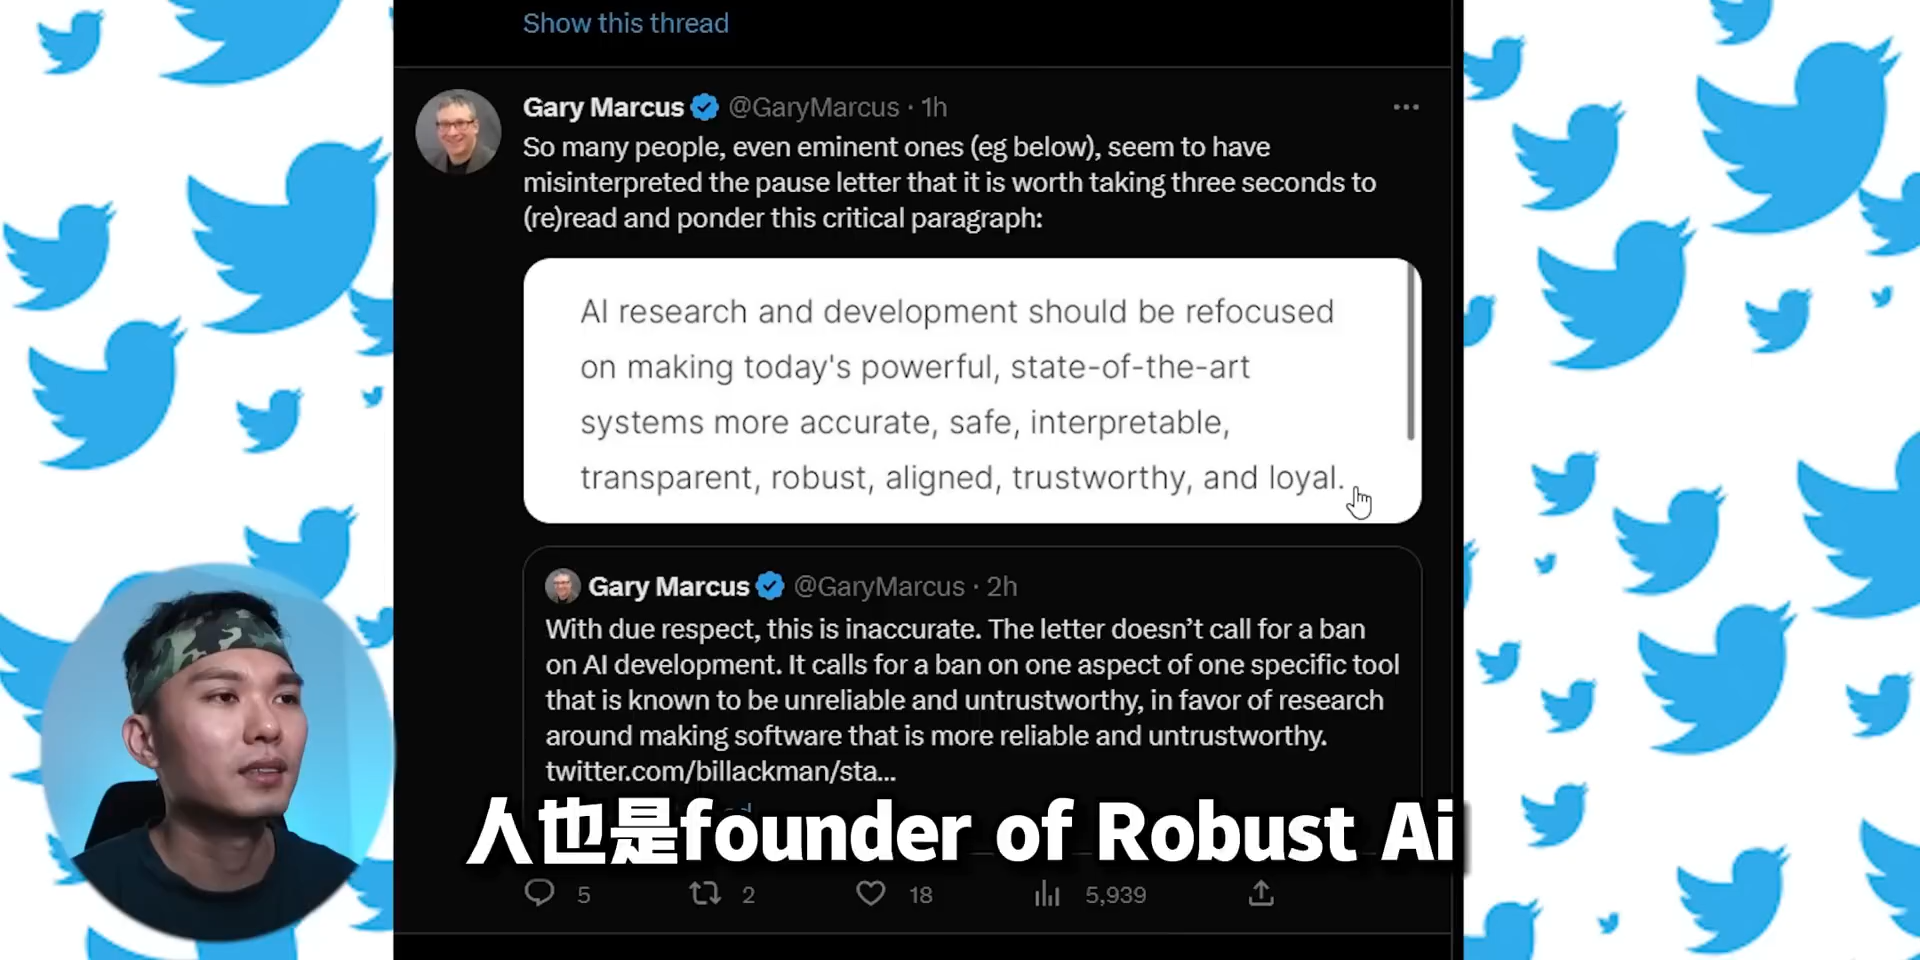 Show this thread
Gary Marcus @GaryMarcus · 1h
So many people, even eminent ones (eg below), seem to have
misinterpreted the pause letter that it is worth taking three seconds to
(re)read and ponder this critical paragraph:
AI research and development should be refocused
on making today's powerful, state-of-the-art
systems more accurate, safe, interpretable,
transparent, robust, aligned, trustworthy, and loyal.
Gary Marcus @GaryMarcus · 2h
With due respect, this is inaccurate. The letter doesn’t call for a ban
on AI development. It calls for a ban on one aspect of one specific tool
that is known to be unreliable and untrustworthy, in favor of research
around making software that is more reliable and untrustworthy.
twitter.com/billackman/sta...
人也是founder of Robust Ai
5 2 18 5,939